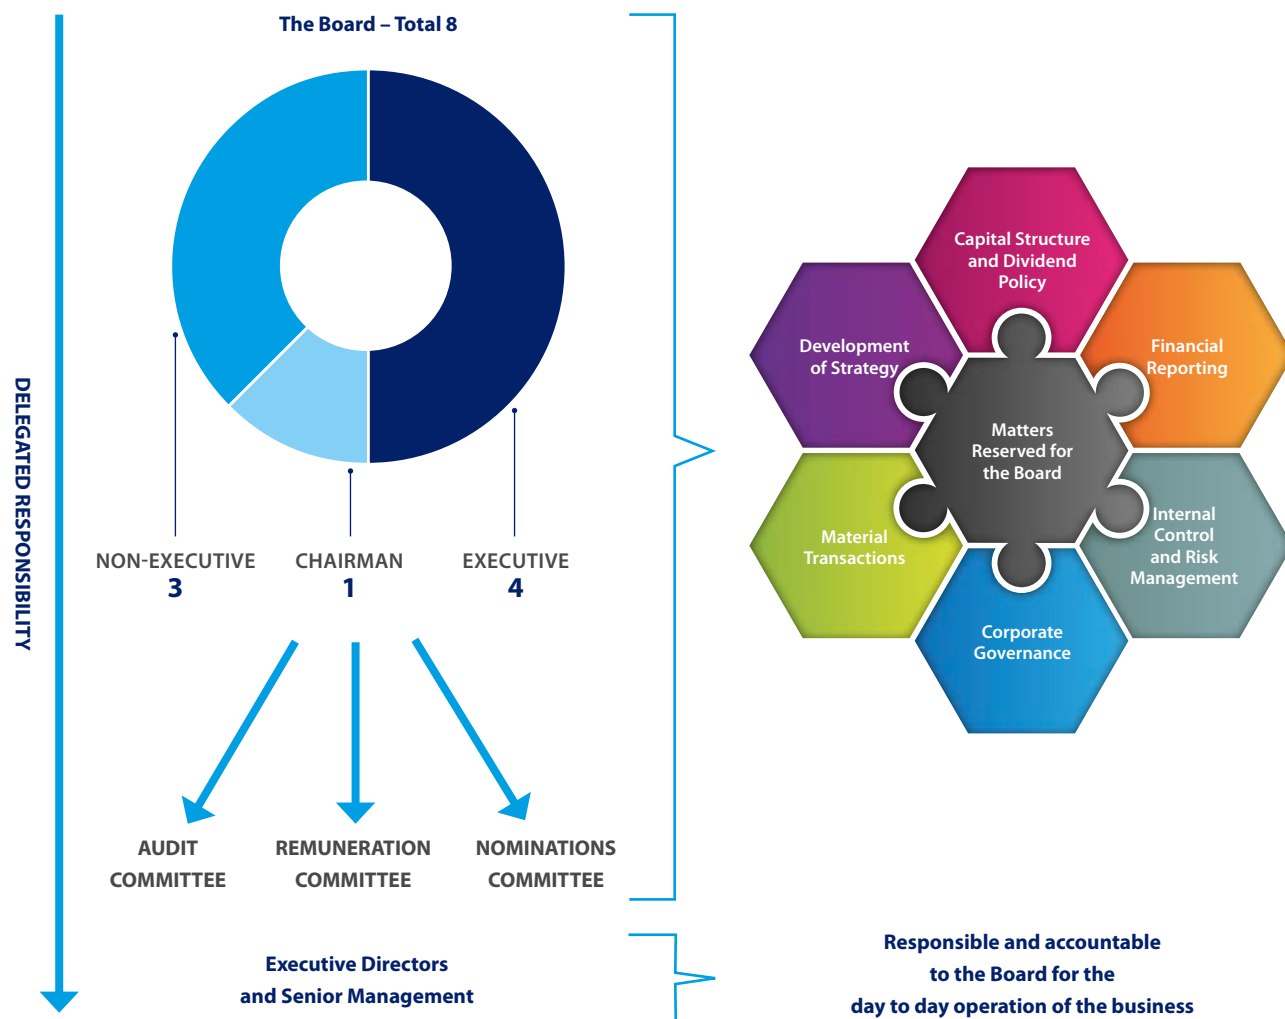 The Board – Total 8
DELEGATED RESPONSIBILITY
NON-EXECUTIVE
3
CHAIRMAN
1
EXECUTIVE
4
AUDIT
COMMITTEE
REMUNERATION
COMMITTEE
NOMINATIONS
COMMITTEE
Capital Structure
and Dividend
Policy
Development
of Strategy
Financial
Reporting
Matters
Reserved for
the Board
Material
Transactions
Internal
Control
and Risk
Management
Corporate
Governance
Executive Directors
and Senior Management
Responsible and accountable
to the Board for the
day to day operation of the business